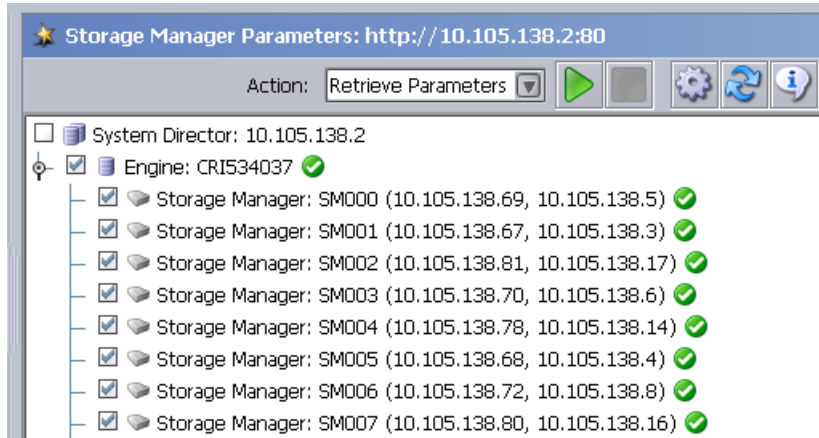 Storage Manager Parameters: http://10.105.138.2:80
Action: Retrieve Parameters
System Director: 10.105.138.2
Engine: CRI534037
Storage Manager: SM000 (10.105.138.69, 10.105.138.5)
Storage Manager: SM001 (10.105.138.67, 10.105.138.3)
Storage Manager: SM002 (10.105.138.81, 10.105.138.17)
Storage Manager: SM003 (10.105.138.70, 10.105.138.6)
Storage Manager: SM004 (10.105.138.78, 10.105.138.14)
Storage Manager: SM005 (10.105.138.68, 10.105.138.4)
Storage Manager: SM006 (10.105.138.72, 10.105.138.8)
Storage Manager: SM007 (10.105.138.80, 10.105.138.16)